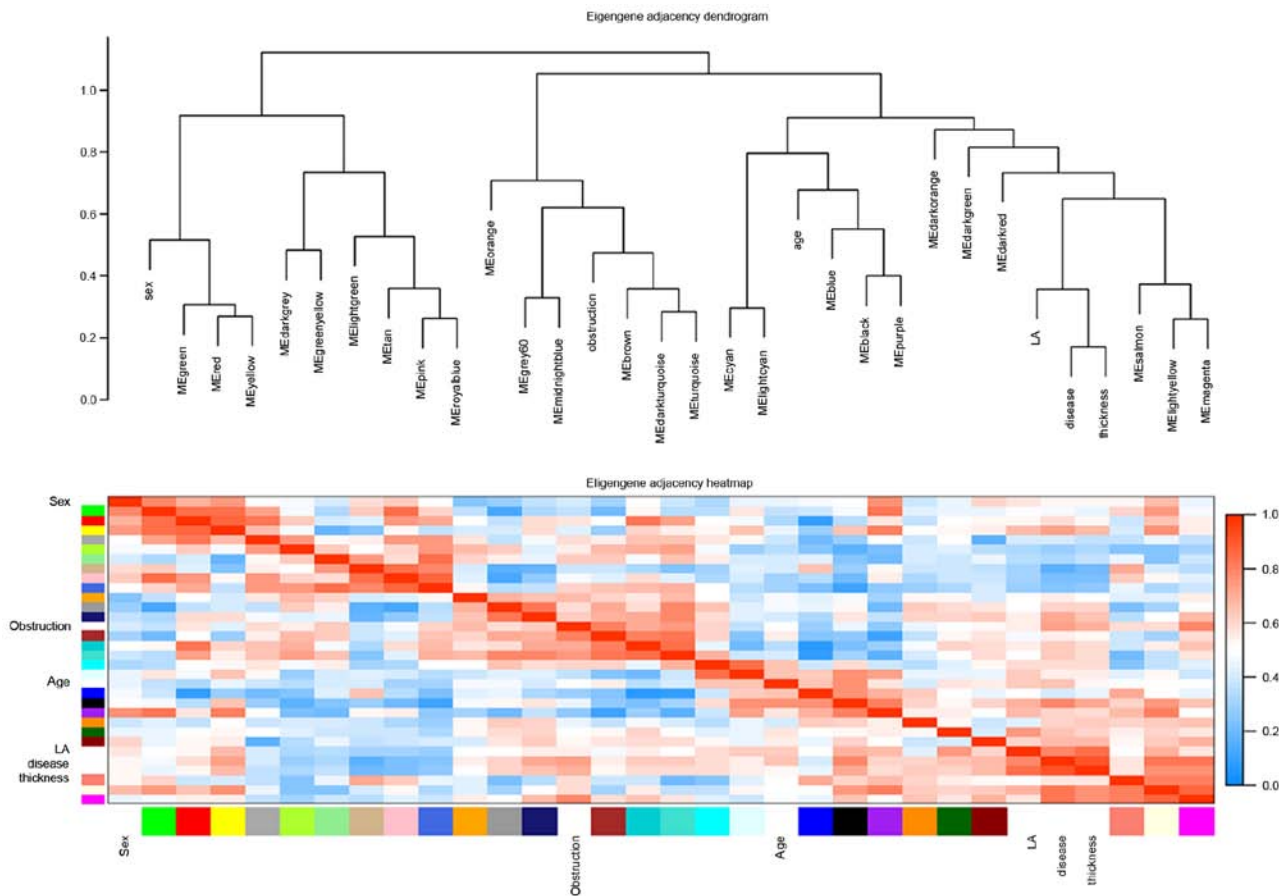 Eigengene adjacency dendrogram
1.0
0.8
0.6
0.4
0.2
0.0
sex
MEgreen
MEred
MEyellow
MEdarkgrey
MEgreenyellow
MElightgreen
MEtan
MEpink
MEroyalblue
MEorange
MEgrey60
MEmidnightblue
obstruction
MEbrown
MEdarkturquoise
MEturquoise
MEcyan
MElightcyan
age
MEblue
MEblack
MEpurple
MEdarkorange
MEdarkgreen
MEdarkred
LA
disease
thickness
MEsalmon
MElightyellow
MEmagenta
Eligengene adjacency heatmap
Sex
Obstruction
Age
LA
disease
thickness
1.0
0.8
0.6
0.4
0.2
0.0
Sex
Obstruction
Age
LA
disease
thickness